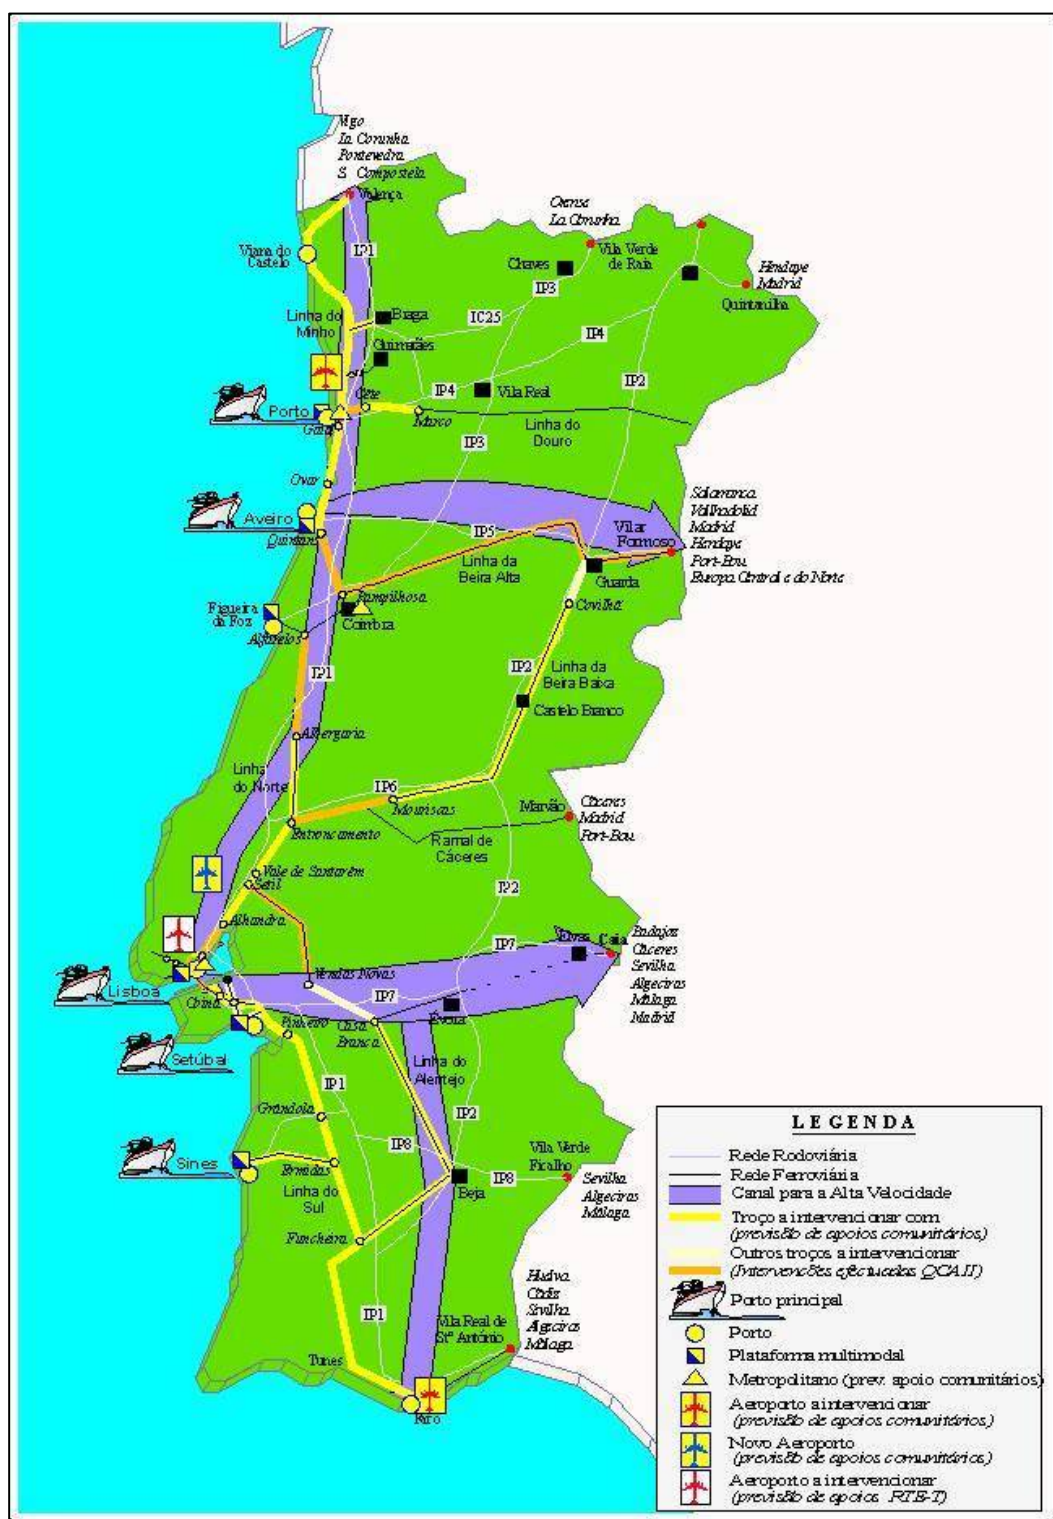 Vigo
La Corunha
Pontevedra
S. Compostela
Valença
Orense
La Corunha
Viana do
Castelo
IP1
Chaves
Vila Verde
de Raia
Hendaye
Madrid
Quintanilha
IP3
Linha do
Minho
Braga
IC25
IP4
Guimarães
IP2
Cête
IP4
Vila Real
Porto
Gaia
Marco
Linha do
Douro
IP3
Ovar
Salamanca
Valhadolid
Madrid
Hendaye
Port-Bou
Europa Central e do Norte
Aveiro
Quintans
IP5
Vilar
Formoso
Linha da
Beira Alta
Guarda
Pampilhosa
Covilhã
Figueira
da Foz
Coimbra
Alfarelos
IP1
IP2
Linha da
Beira Baixa
Castelo Branco
Albergaria
Linha
do Norte
IP6
Mouriscas
Marvão
Cáceres
Madrid
Port-Bou
Entroncamento
Ramal de
Cáceres
Vale de Santarém
Setil
IP2
Alhandra
Elvas
Caia
Badajoz
Cáceres
Sevilha
Algeciras
Málaga
Madrid
IP7
Vendas Novas
Lisboa
Coina
IP7
Évora
Pinheiro
Casa
Branca
Setúbal
Linha do
Alentejo
IP1
Grândola
IP2
IP8
Vila Verde
Ficalho
Sines
Ermidas
Beja
IP8
Sevilha
Algeciras
Málaga
Linha do
Sul
Funcheira
Huelva
Cádiz
Sevilha
Algeciras
Málaga
IP1
Vila Real de
Stº António
Tunes
Faro
LEGENDA
Rede Rodoviária
Rede Ferroviária
Canal para a Alta Velocidade
Troço a intervencionar com
(previsão de apoios comunitários)
Outros troços a intervencionar
(Intervenções efectuadas QCA II)
Porto principal
Porto
Plataforma multimodal
Metropolitano (prev. apoio comunitários)
Aeroporto a intervencionar
(previsão de apoios comunitários)
Novo Aeroporto
(previsão de apoios comunitários)
Aeroporto a intervencionar
(previsão de apoios RTE-T)